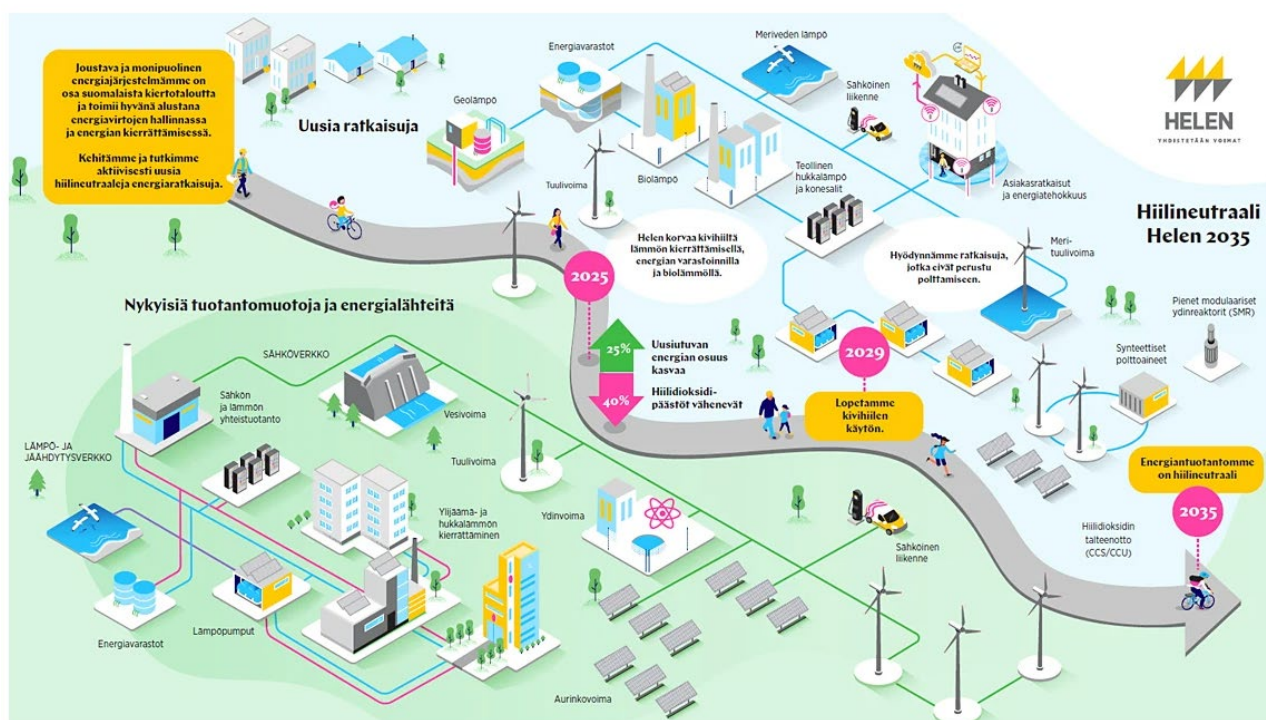 Joustava ja monipuolinen
energiajärjestelmämme on
osa suomalaista kiertotaloutta
ja toimii hyvänä alustana
energiavirtojen hallinnassa
ja energian kierrättämisessä.
Kehitämme ja tutkimme
aktiivisesti uusia
hiilineutraaleja energiaratkaisuja.
Uusia ratkaisuja
Geolämpö
Energiavarastot
Meriveden lämpö
Sähköinen
liikenne
Tuulivoima
Biolämpö
Teollinen
hukkalämpö
ja konesalit
Asiakasratkaisut
ja energiatehokkuus
HELEN
YHDISTETÄÄN VOIMAT
Hiilineutraali
Helen 2035
Helen korvaa kivihiiltä
lämmön kierrättämisellä,
energian varastoinnilla
ja biolämmöllä.
Hyödynnämme ratkaisuja,
jotka eivät perustu
polttamiseen.
Meri-
tuulivoima
Pienet modulaariset
ydinreaktorit (SMR)
Synteettiset
polttoaineet
2025
25%
Uusiutuvan
energian osuus
kasvaa
40%
Hiilidioksidi-
päästöt vähenevät
2029
Lopetamme
kivihiilen
käytön.
Energiantuotantomme
on hiilineutraali
2035
Hiilidioksidin
talteenotto
(CCS/CCU)
Nykyisiä tuotantomuotoja ja energialähteitä
SÄHKÖVERKKO
Sähkön
ja lämmön
yhteistuotanto
Vesivoima
LÄMPÖ- JA
JÄÄHDYTYSVERKKO
Tuulivoima
Ylijäämä- ja
hukkalämmön
kierrättäminen
Ydinvoima
Sähköinen
liikenne
Energiavarastot
Lämpöpumput
Aurinkovoima